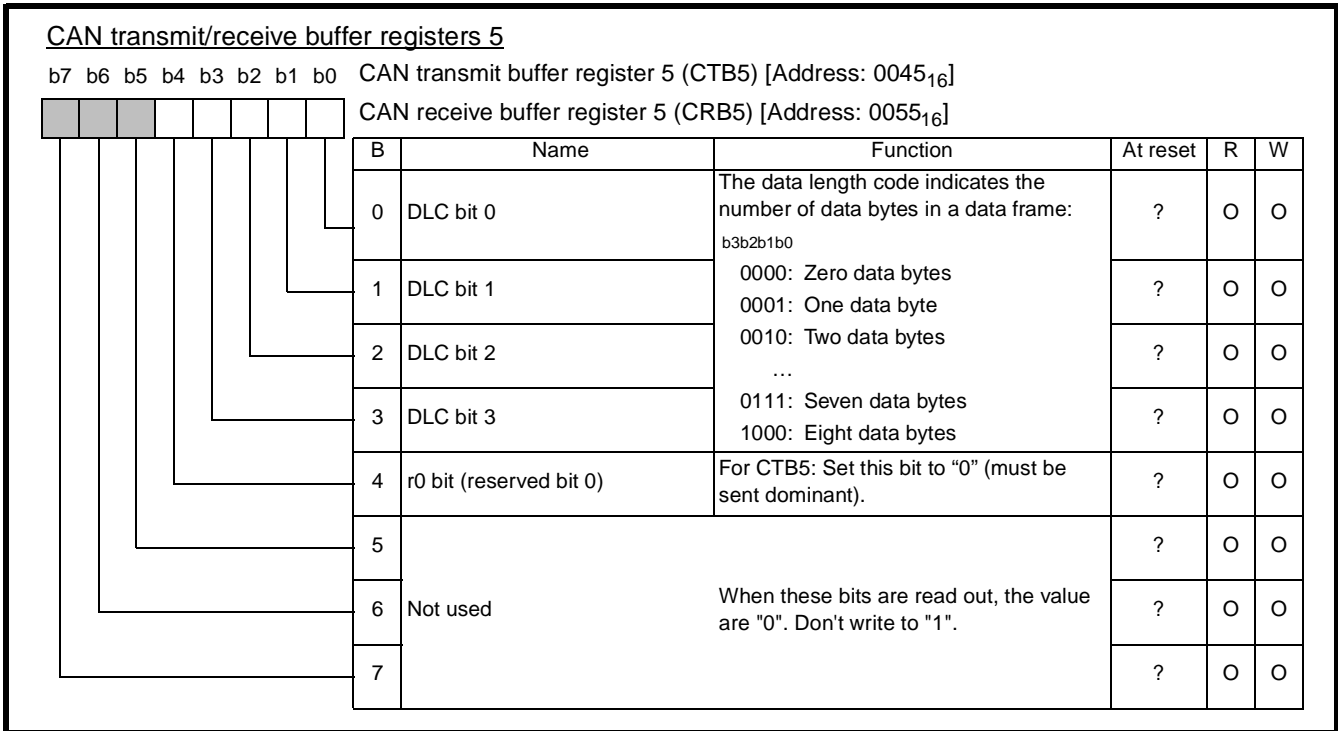 CAN transmit/receive buffer registers 5
b7 b6 b5 b4 b3 b2 b1 b0 CAN transmit buffer register 5 (CTB5) [Address: 0045₁₆]
CAN receive buffer register 5 (CRB5) [Address: 0055₁₆]
B Name Function At reset R W
The data length code indicates the
0 DLC bit 0 number of data bytes in a data frame: ? O O
b3b2b1b0
0000: Zero data bytes
1 DLC bit 1 ? O O
0001: One data byte
0010: Two data bytes
2 DLC bit 2 ? O O
…
0111: Seven data bytes
3 DLC bit 3 ? O O
1000: Eight data bytes
4 r0 bit (reserved bit 0) For CTB5: Set this bit to “0” (must be ? O O
sent dominant).
5 ? O O
6 Not used When these bits are read out, the value ? O O
are "0". Don't write to "1".
7 ? O O